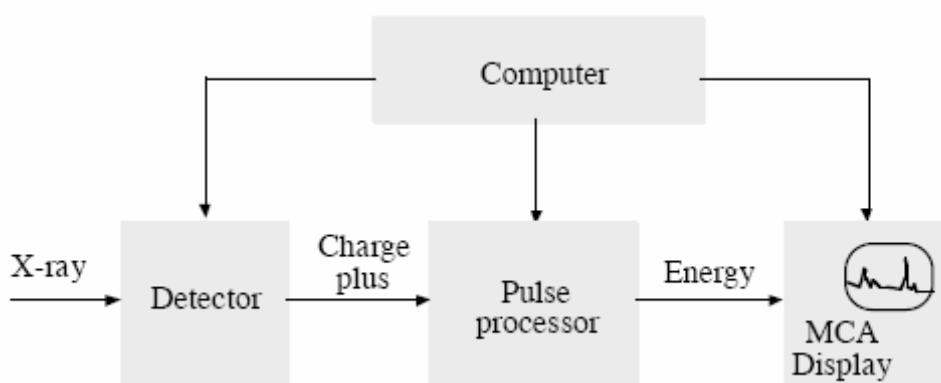 Computer
X-ray
Detector
Charge
plus
Pulse
processor
Energy
MCA
Display